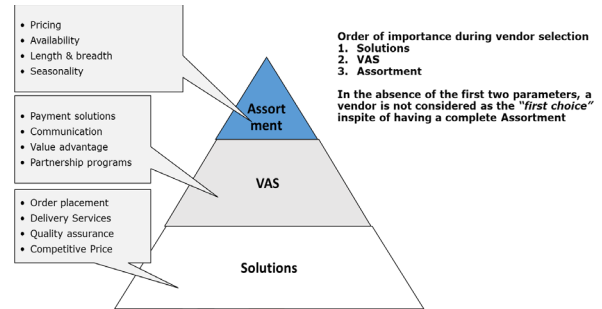 • Pricing
• Availability
• Length & breadth
• Seasonality
Order of importance during vendor selection
1. Solutions
2. VAS
3. Assortment
In the absence of the first two parameters, a
vendor is not considered as the "first choice"
inspite of having a complete Assortment
Assort
ment
• Payment solutions
• Communication
• Value advantage
• Partnership programs
VAS
• Order placement
• Delivery Services
• Quality assurance
• Competitive Price
Solutions